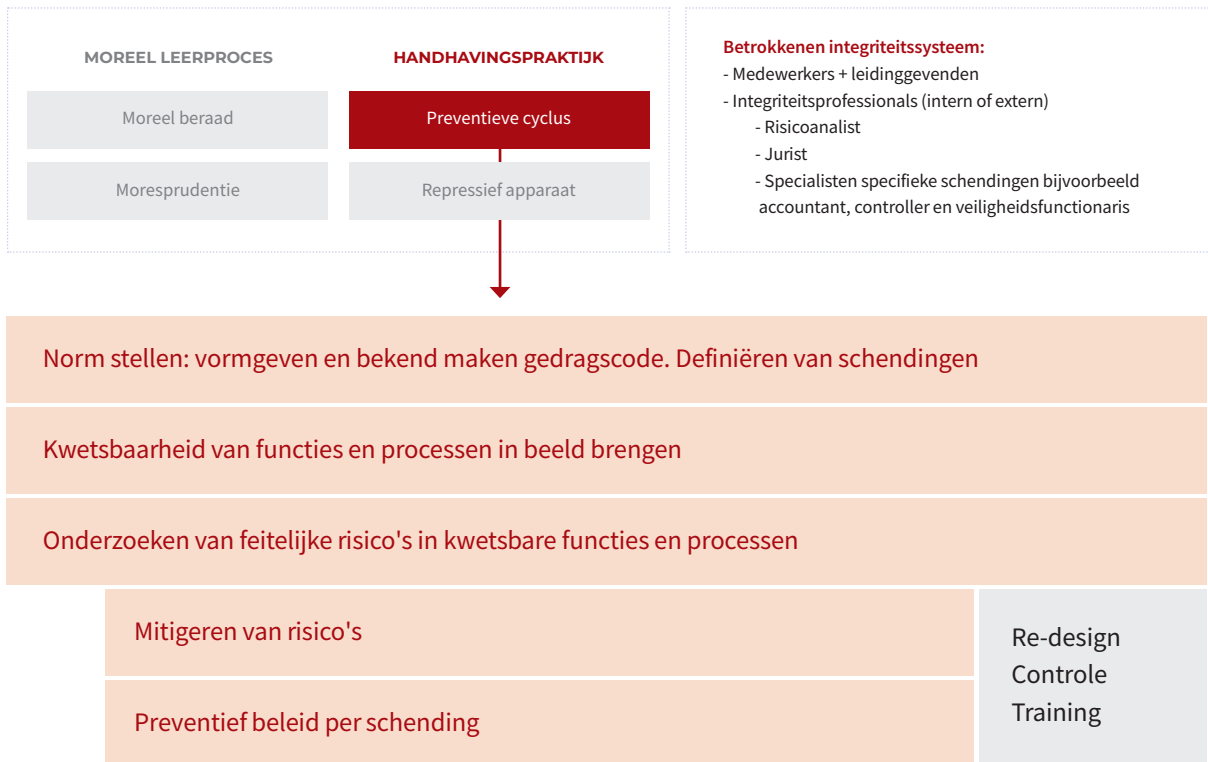 MOREEL LEERPROCES
HANDHAVINGSPRAKTIJK
Moreel beraad
Preventieve cyclus
Moresprudentie
Repressief apparaat
Betrokkenen integriteitssysteem:
- Medewerkers + leidinggevenden
- Integriteitsprofessionals (intern of extern)
- Risicoanalist
- Jurist
- Specialisten specifieke schendingen bijvoorbeeld
accountant, controller en veiligheidsfunctionaris
Norm stellen: vormgeven en bekend maken gedragscode. Definiëren van schendingen
Kwetsbaarheid van functies en processen in beeld brengen
Onderzoeken van feitelijke risico's in kwetsbare functies en processen
Mitigeren van risico's
Preventief beleid per schending
Re-design
Controle
Training